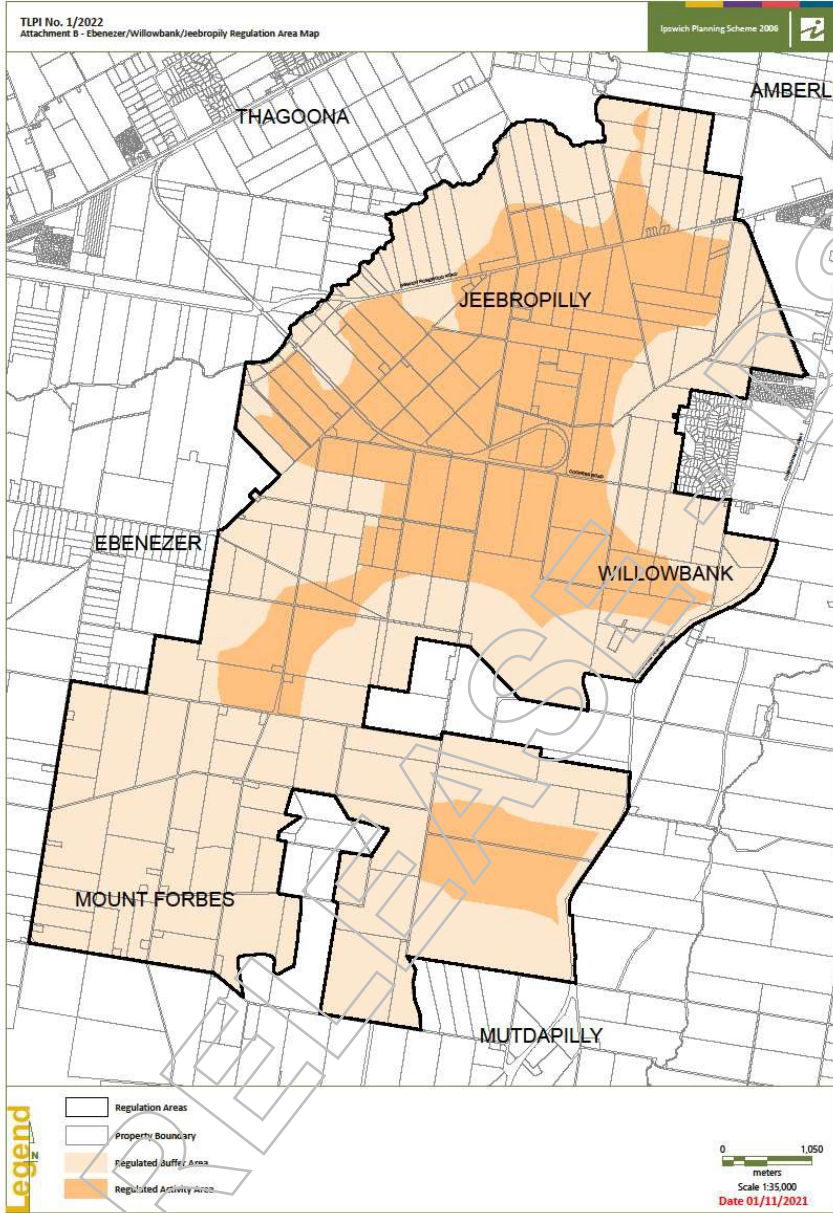 TLPI No. 1/2022
Attachment B - Ebenezer/Willowbank/Jeebropily Regulation Area Map
Ipswich Planning Scheme 2006
AMBERL
THAGOONA
JEEBROPILLY
EBENEZER
WILLOWBANK
MOUNT FORBES
MUTDAPILLY
RELEASE
Legend
N
Regulation Areas
Property Boundary
Regulated Buffer Area
Regulated Activity Area
0 1,050
meters
Scale 1:35,000
Date 01/11/2021